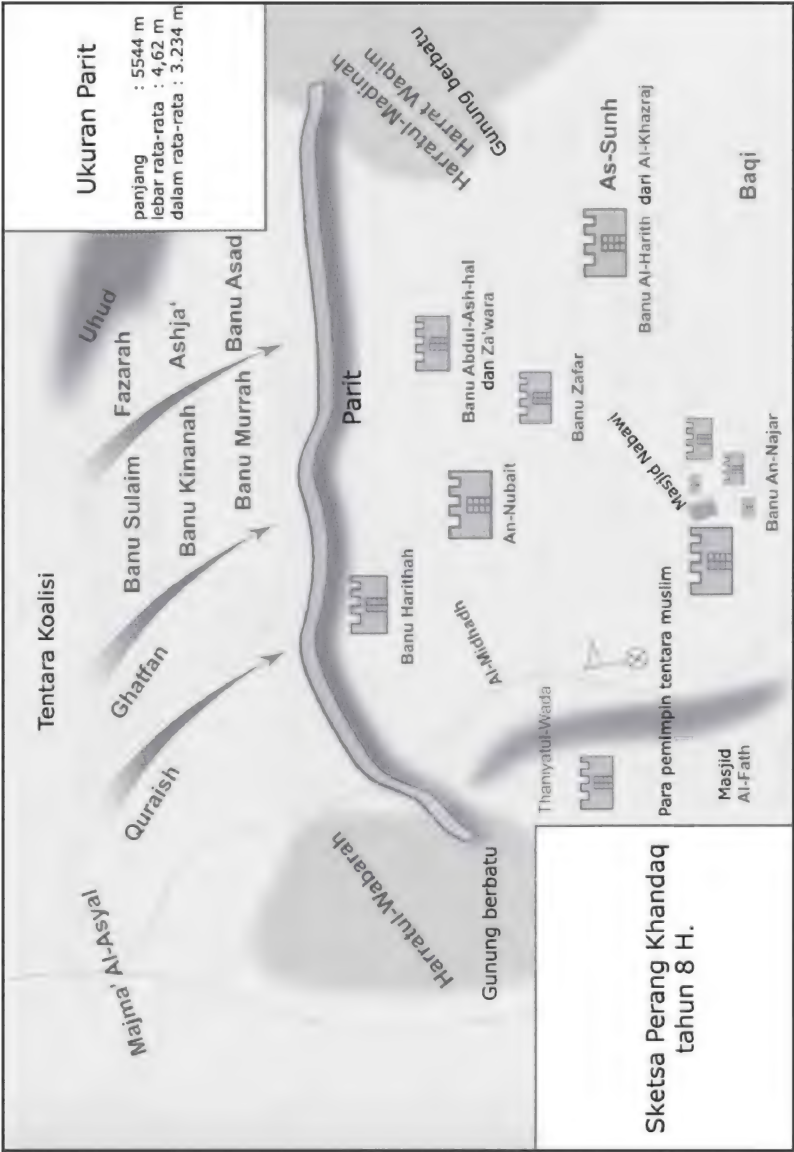 Ukuran Parit
panjang : 5544 m
lebar rata-rata : 4,62 m
dalam rata-rata : 3.234 m
Tentara Koalisi
Majma' Al-Asyal
Quraish
Ghatfan
Banu Sulaim
Banu Kinanah
Banu Murrah
Fazarah
Ashja'
Banu Asad
Uhud
Harratul-Wabarah
Gunung berbatu
Parit
Harratul-Madinah
Harrat Waqim
Gunung berbatu
Banu Harithah
An-Nubait
Banu Abdul-Ash-hal
dan Za'wara
Banu Zafar
As-Sunh
Banu Al-Harith dari Al-Khazraj
Baqi
Al-Midhadh
Thaniyatul-Wada
Para pemimpin tentara muslim
Masjid
Al-Fath
Masjid Nabawi
Banu An-Najar
Sketsa Perang Khandaq
tahun 8 H.